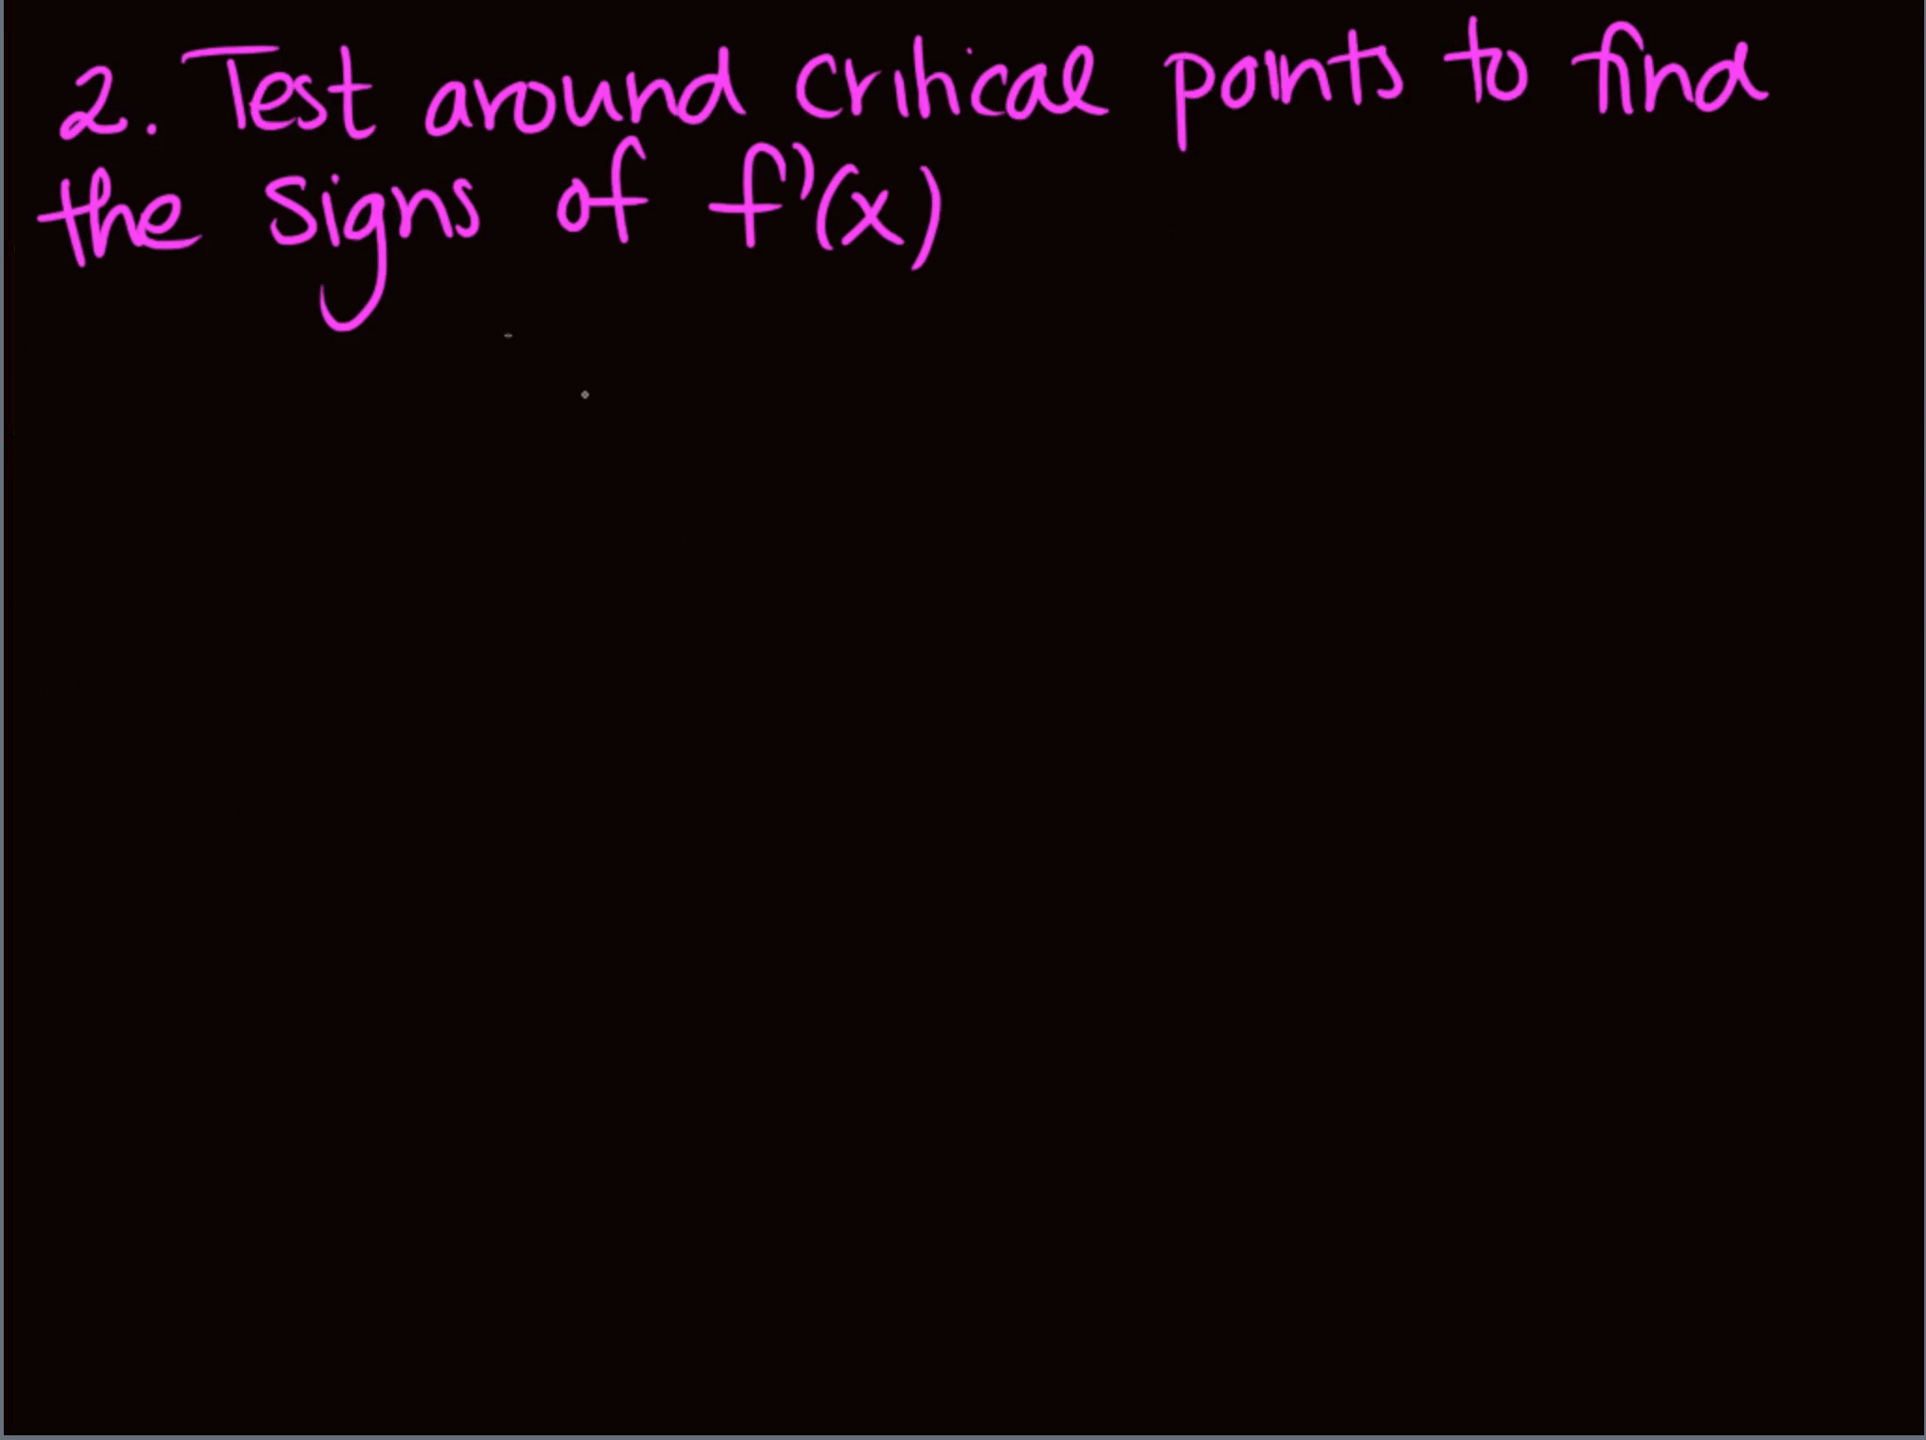 2. Test around critical points to find
the signs of f'(x)